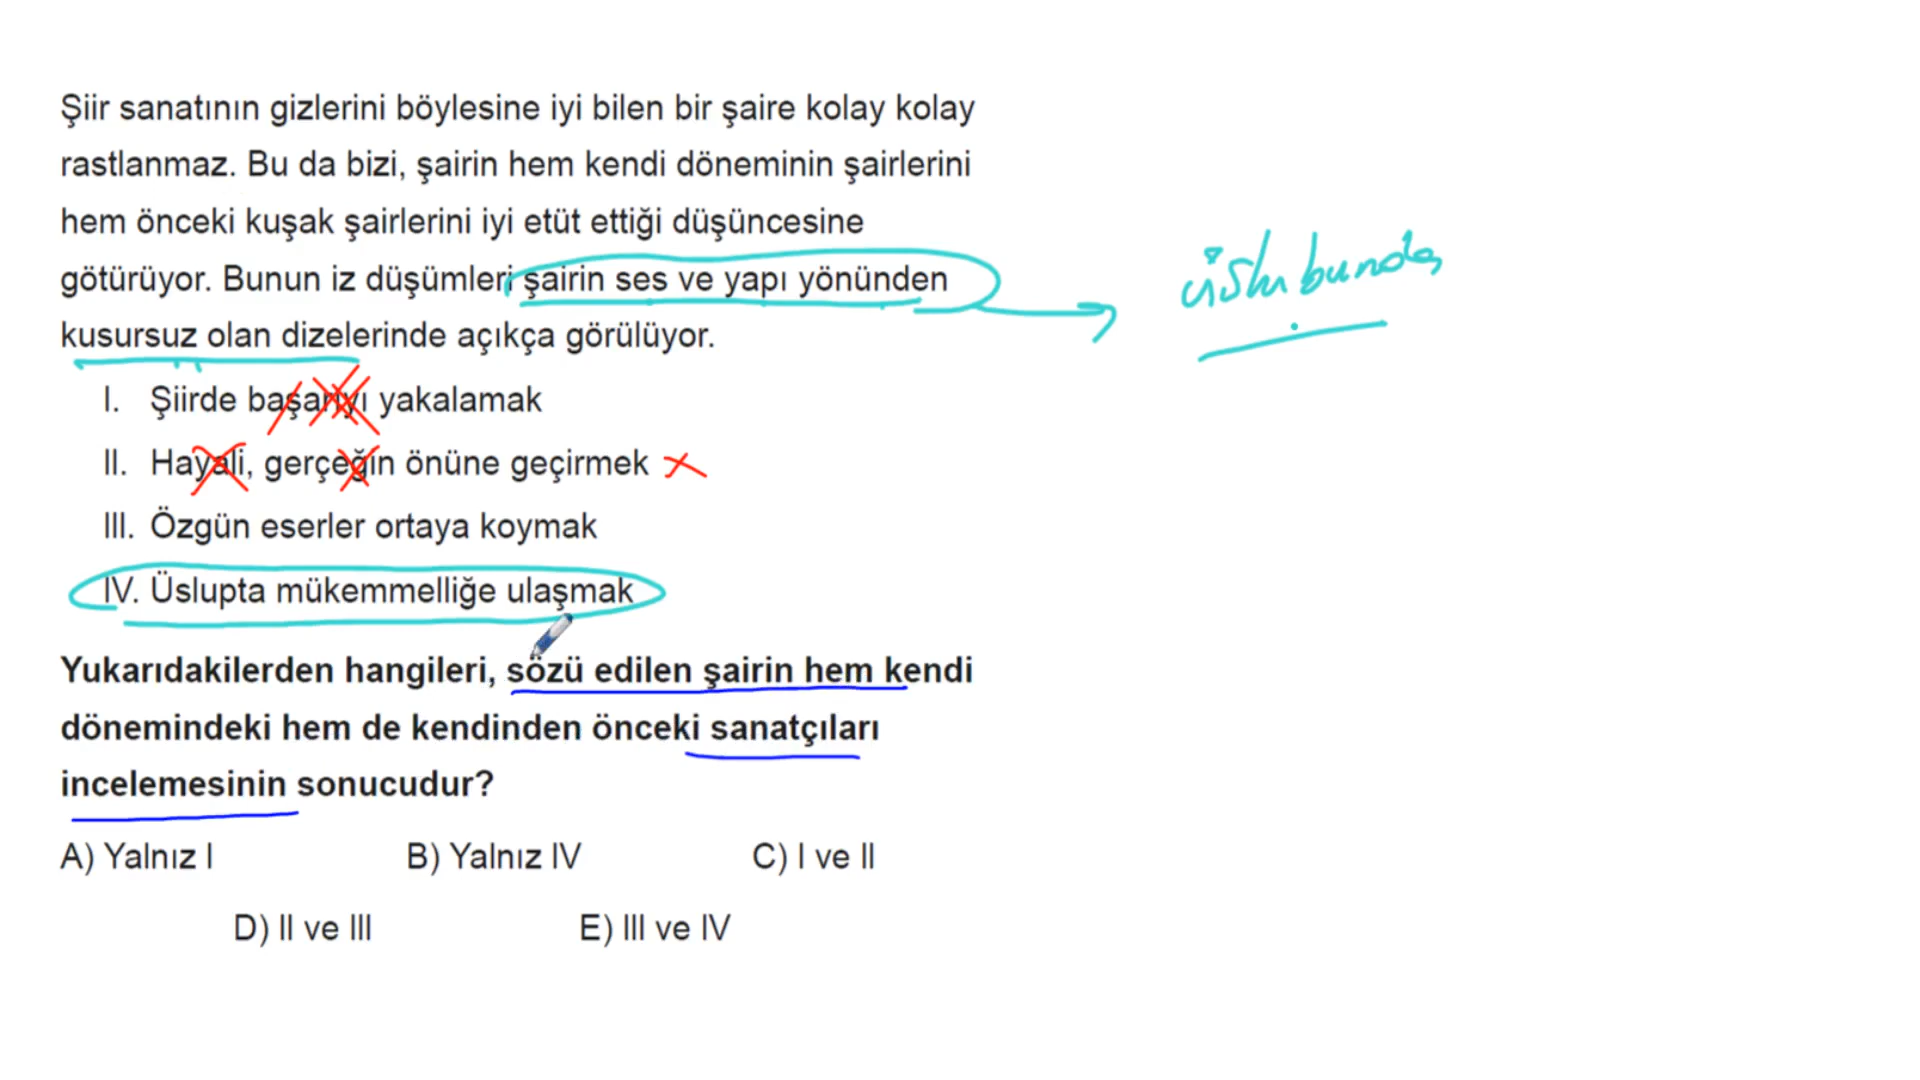 Şiir sanatının gizlerini böylesine iyi bilen bir şaire kolay kolay
rastlanmaz. Bu da bizi, şairin hem kendi döneminin şairlerini
hem önceki kuşak şairlerini iyi etüt ettiği düşüncesine
götürüyor. Bunun iz düşümleri şairin ses ve yapı yönünden
kusursuz olan dizelerinde açıkça görülüyor.
üslubunda
I. Şiirde başarıyı yakalamak
II. Hayali, gerçeğin önüne geçirmek
III. Özgün eserler ortaya koymak
IV. Üslupta mükemmelliğe ulaşmak
Yukarıdakilerden hangileri, sözü edilen şairin hem kendi
dönemindeki hem de kendinden önceki sanatçıları
incelemesinin sonucudur?
A) Yalnız I B) Yalnız IV C) I ve II
D) II ve III E) III ve IV